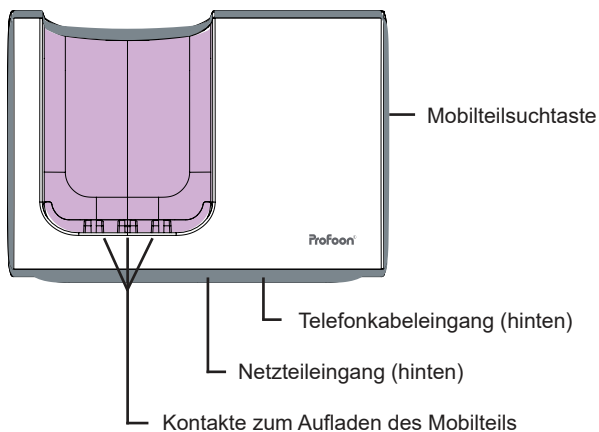 Mobilteilsuchtaste
Profoon®
Telefonkabeleingang (hinten)
Netzteileingang (hinten)
Kontakte zum Aufladen des Mobilteils